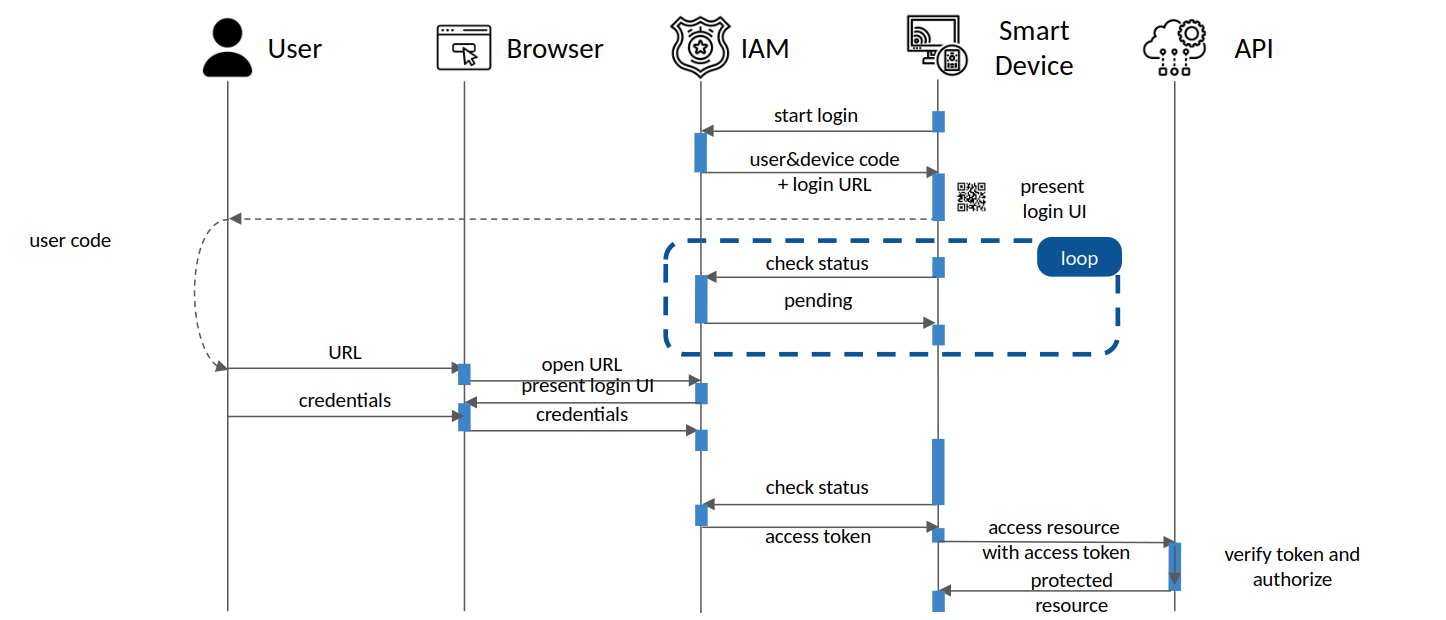 User
Browser
IAM
Smart
Device
API
start login
user&device code
+ login URL
present
login UI
user code
loop
check status
pending
URL
open URL
present login UI
credentials
credentials
check status
access token
access resource
with access token
verify token and
authorize
protected
resource